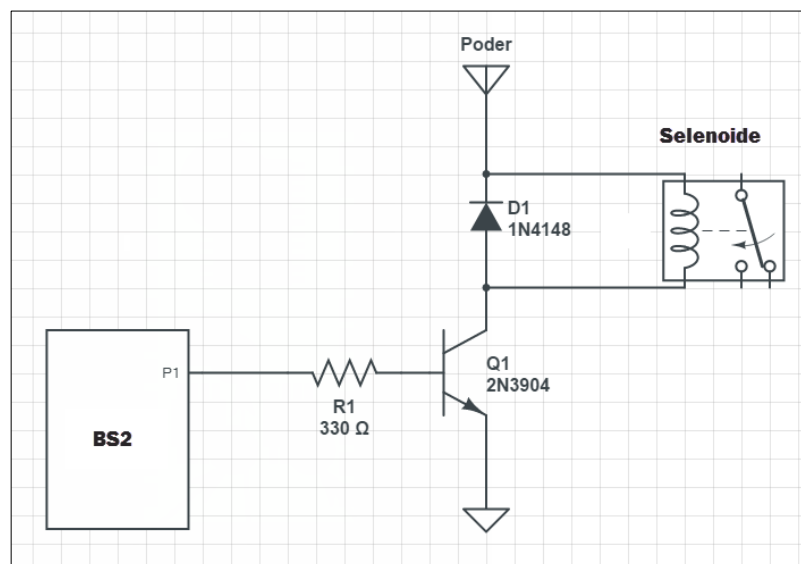 Poder
Selenoide
D1
1N4148
P1
Q1
2N3904
R1
330 Ω
BS2